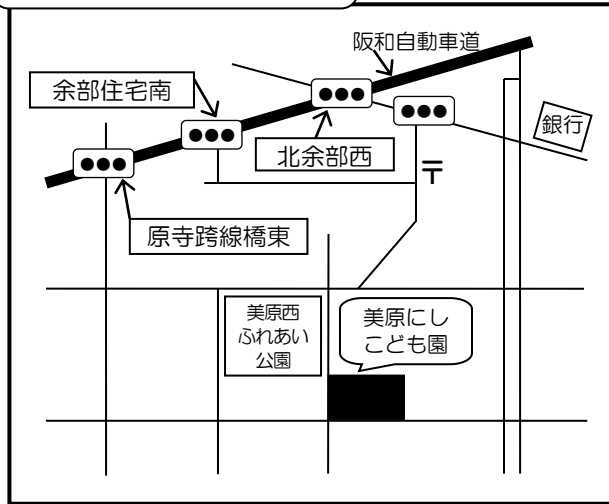 阪和自動車道
余部住宅南
銀行
北余部西
〒
原寺跨線橋東
美原西
ふれあい
公園
美原にし
こども園